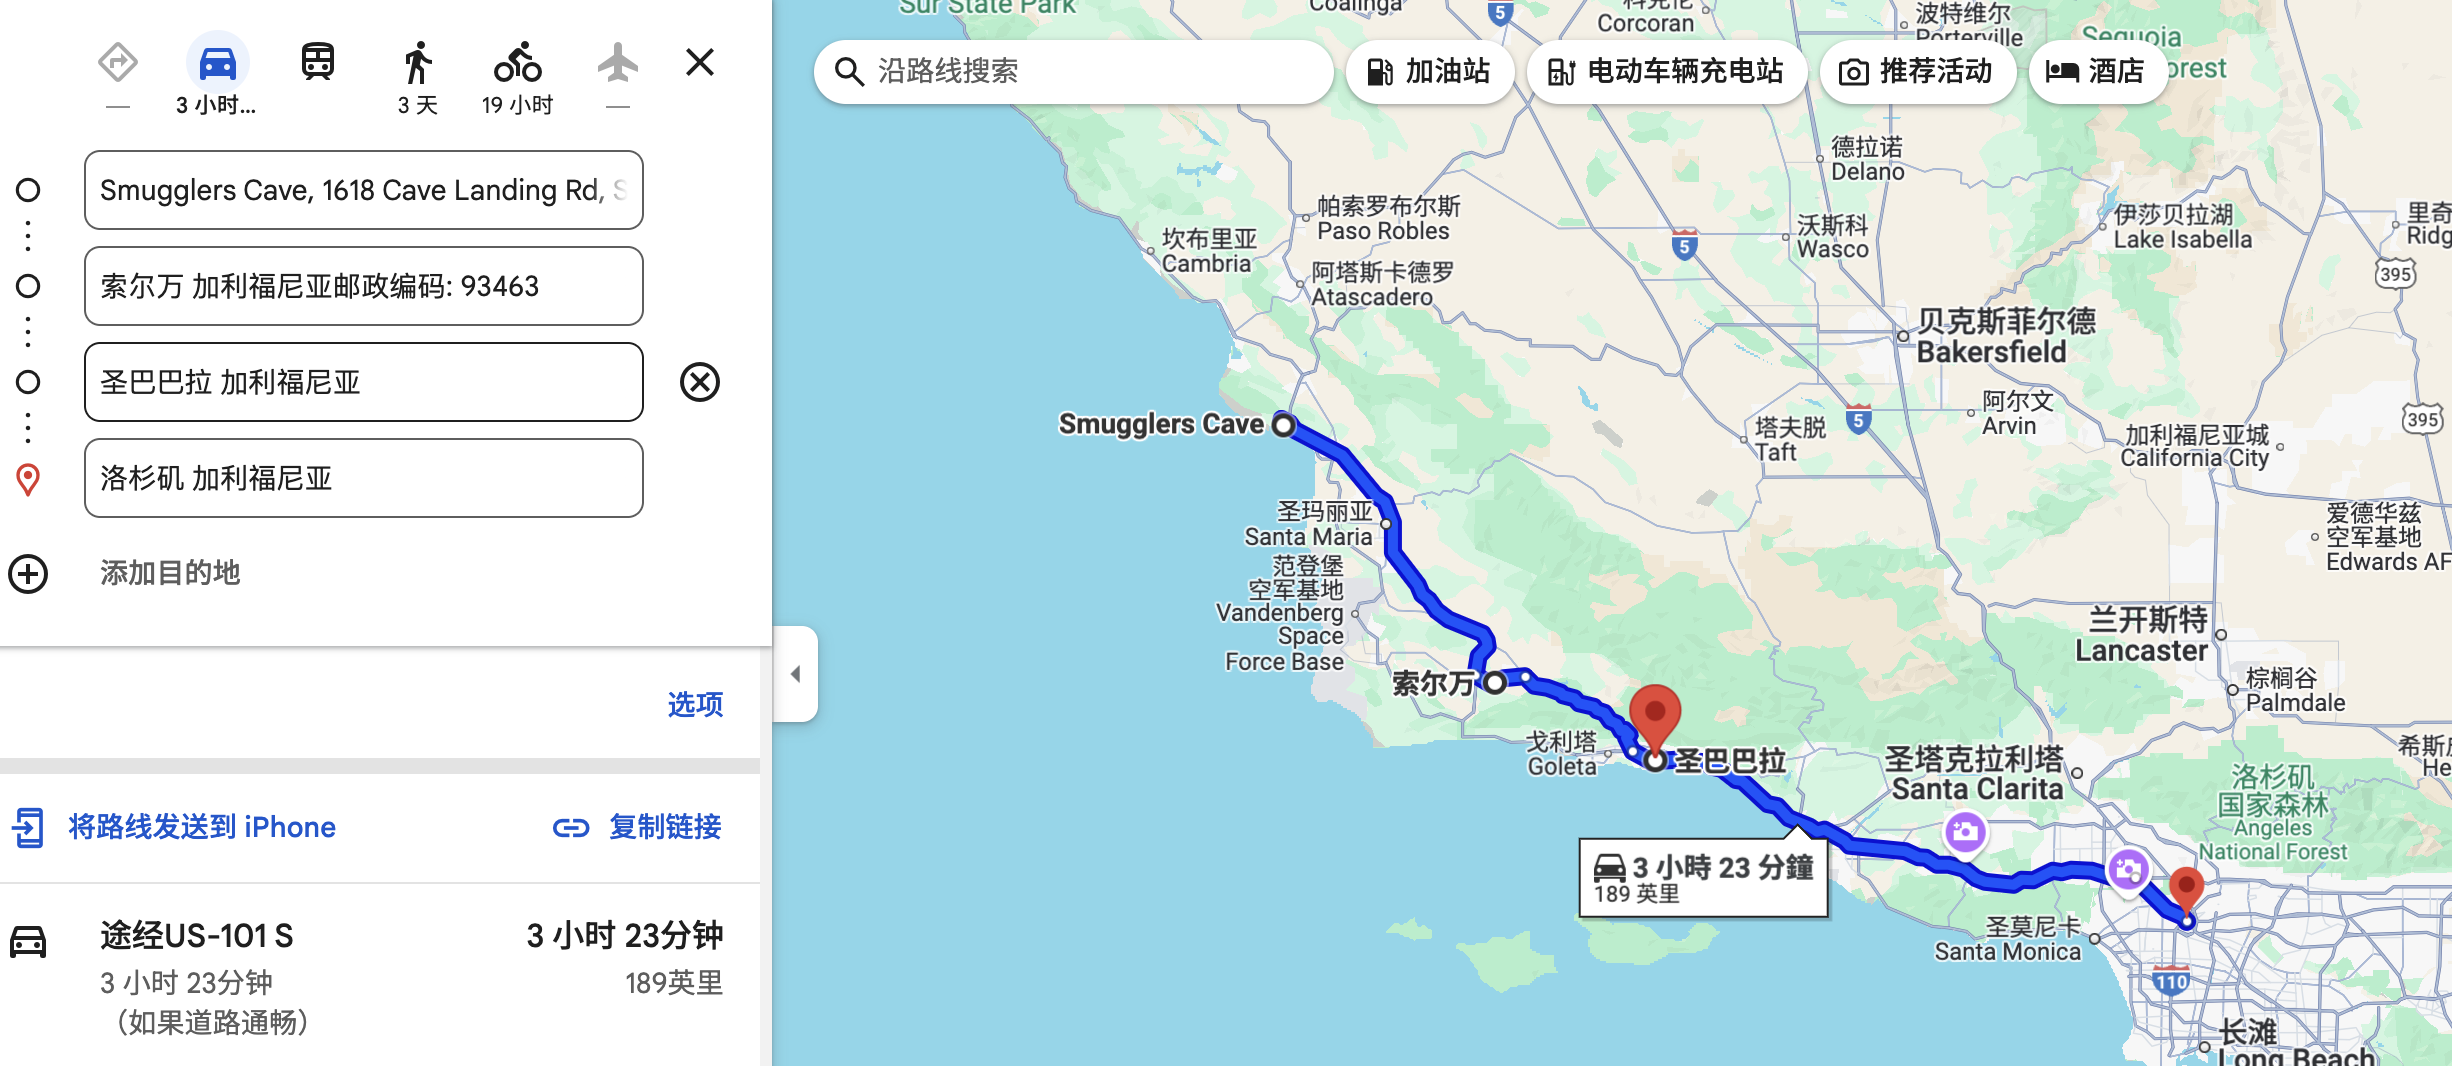 —
3 小时...
3 天
19 小时
—
Smugglers Cave, 1618 Cave Landing Rd,
索尔万 加利福尼亚邮政编码: 93463
圣巴巴拉 加利福尼亚
洛杉矶 加利福尼亚
添加目的地
选项
将路线发送到 iPhone
复制链接
途经US-101 S
3 小时 23分钟
3 小时 23分钟
189英里
（如果道路通畅）
沿路线搜索
加油站
电动车辆充电站
推荐活动
酒店
Sur State Park
Coalinga
5
Corcoran
波特维尔
Porterville
Sequoia
orest
德拉诺
Delano
帕索罗布尔斯
Paso Robles
坎布里亚
Cambria
阿塔斯卡德罗
Atascadero
5
沃斯科
Wasco
伊莎贝拉湖
Lake Isabella
里奇
Ridg
395
贝克斯菲尔德
Bakersfield
阿尔文
Arvin
5
塔夫脱
Taft
395
加利福尼亚城
California City
Smugglers Cave
圣玛丽亚
Santa Maria
范登堡
空军基地
Vandenberg
Space
Force Base
爱德华兹
空军基地
Edwards AF
兰开斯特
Lancaster
棕榈谷
Palmdale
索尔万
戈利塔
Goleta
圣巴巴拉
圣塔克拉利塔
Santa Clarita
希斯
He
洛杉矶
国家森林
Angeles
National Forest
3 小時 23 分鐘
189 英里
圣莫尼卡
Santa Monica
110
长滩
Long Beach